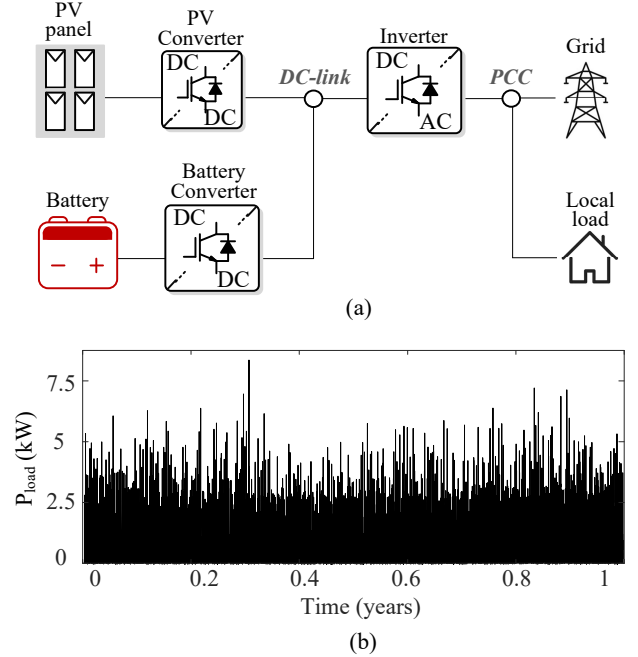 PV
panel
PV
Converter
DC
DC
DC-link
Inverter
DC
AC
PCC
Grid
Battery
Battery
Converter
DC
DC
Local
load
(a)
P_load (kW)
7.5
5
2.5
0
0 0.2 0.4 0.6 0.8 1
Time (years)
(b)